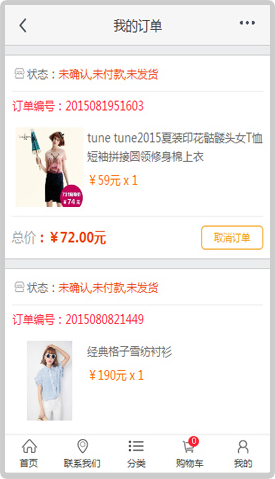 我的订单
状态：未确认,未付款,未发货
订单编号：2015081951603
tune tune2015夏装印花骷髅头女T恤
短袖拼接圆领修身棉上衣
￥59元 x 1
总价：￥72.00元
取消订单
状态：未确认,未付款,未发货
订单编号：2015080821449
经典格子雪纺衬衫
￥190元 x 1
0
首页
联系我们
分类
购物车
我的